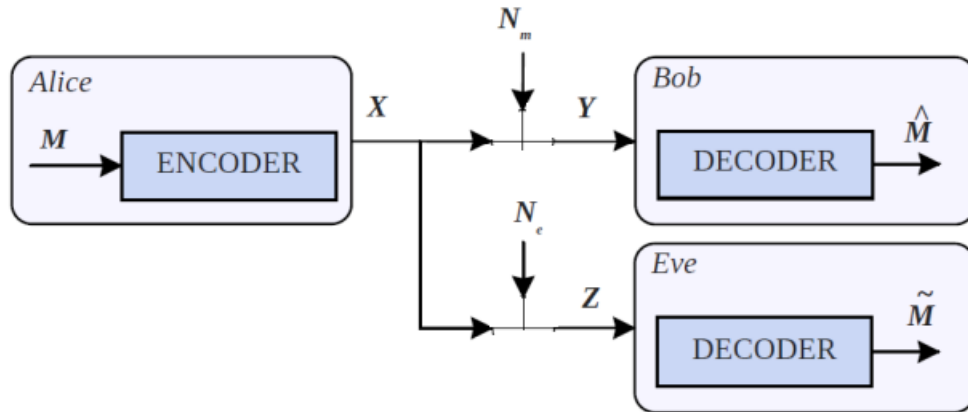 N_m
Alice
Bob
M
X
Y
M̂
ENCODER
DECODER
N_e
Eve
Z
M̃
DECODER